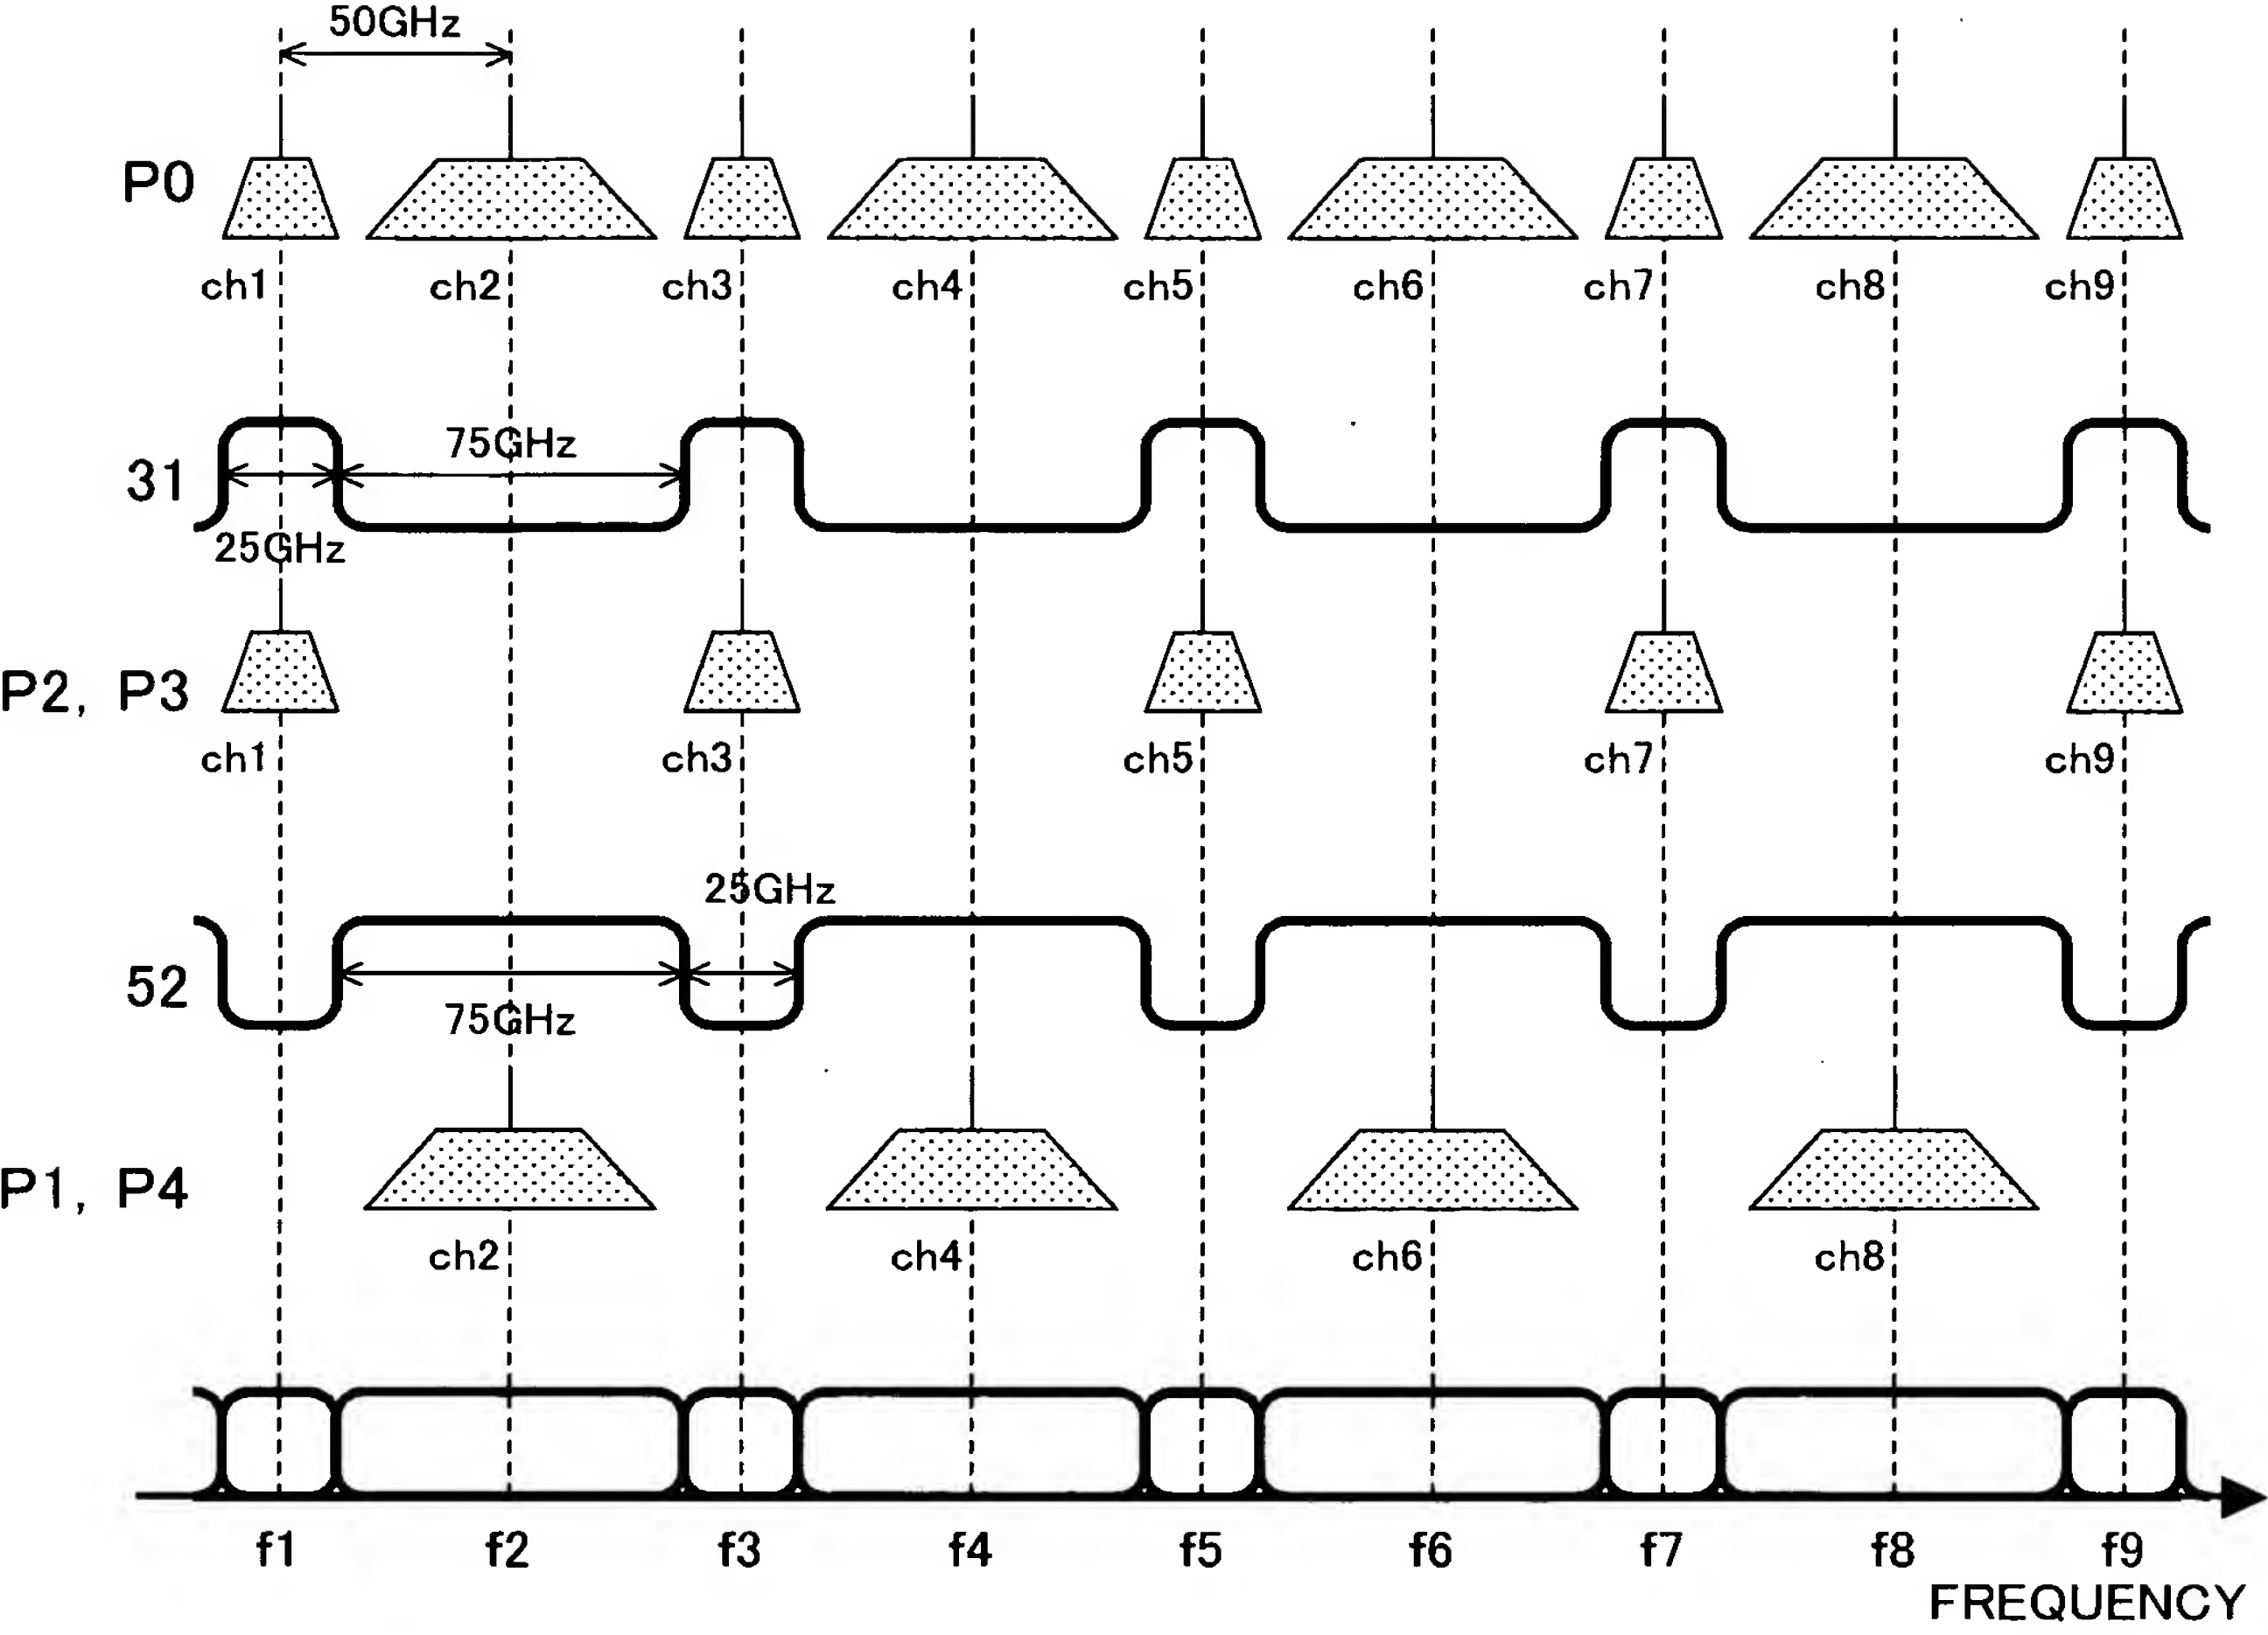 50GHz
P0
ch1 ch2 ch3 ch4 ch5 ch6 ch7 ch8 ch9
75GHz
31
25GHz
P2, P3
ch1 ch3 ch5 ch7 ch9
25GHz
52
75GHz
P1, P4
ch2 ch4 ch6 ch8
f1 f2 f3 f4 f5 f6 f7 f8 f9
FREQUENCY